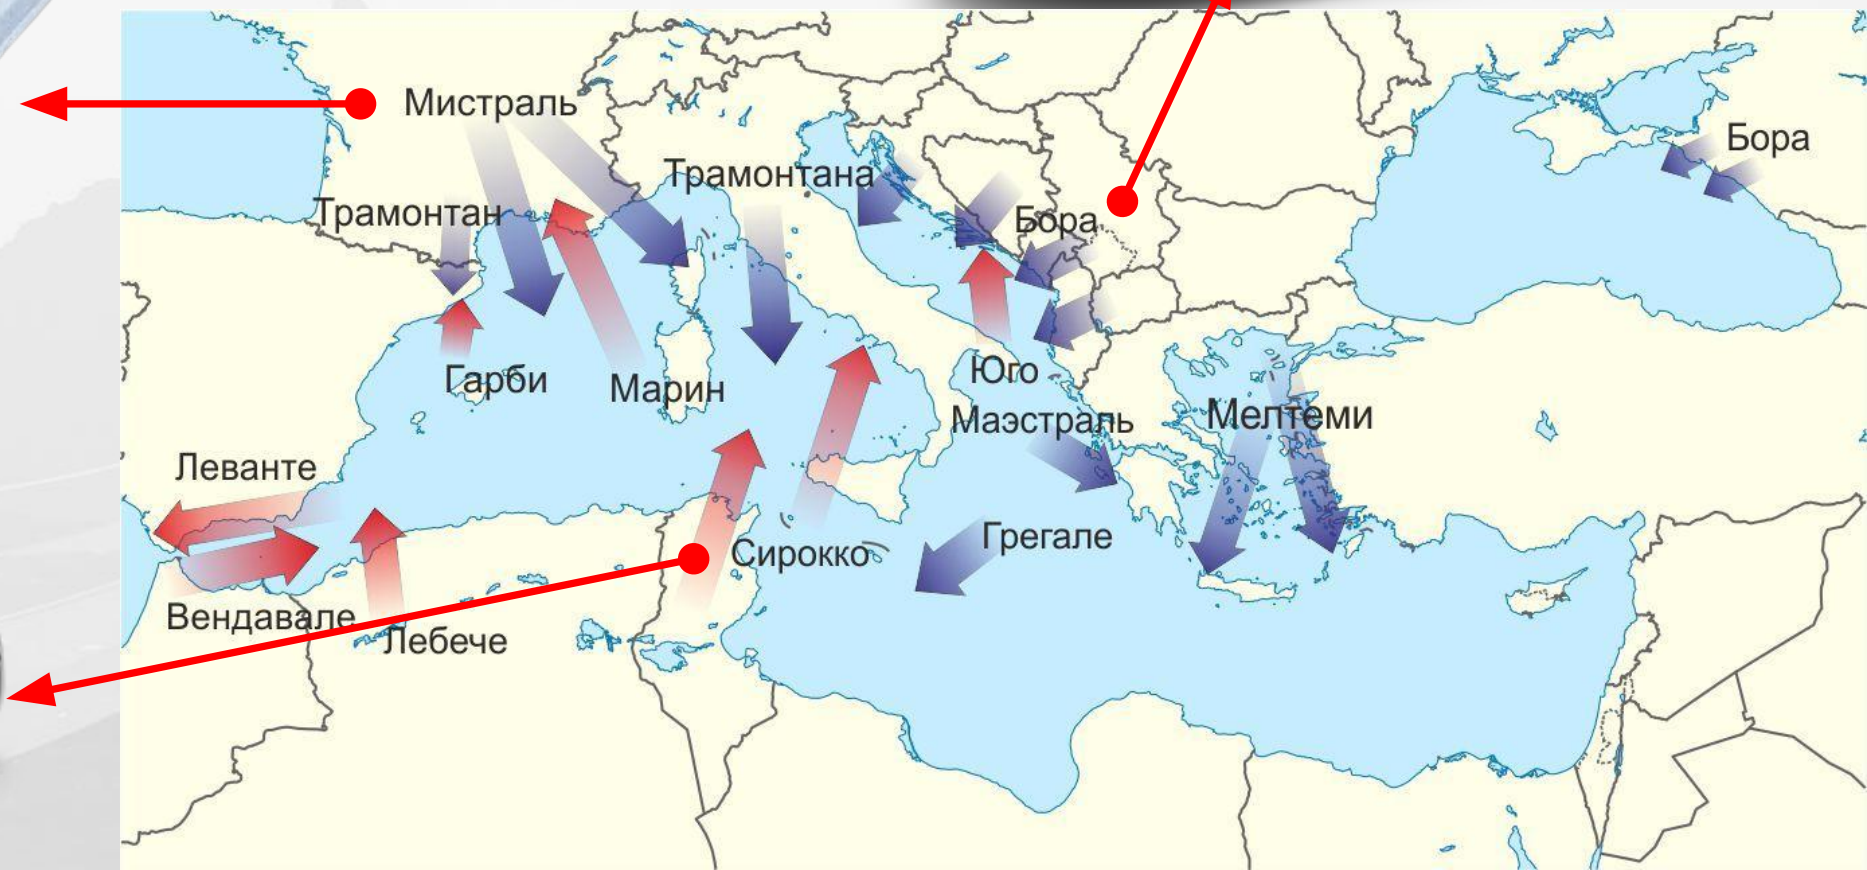 Мистраль
Бора
Трамонтана
Трамонтан
Бора
Юго
Гарби
Марин
Маэстраль
Мелтеми
Леванте
Грегале
Сирокко
Вендавале
Лебече